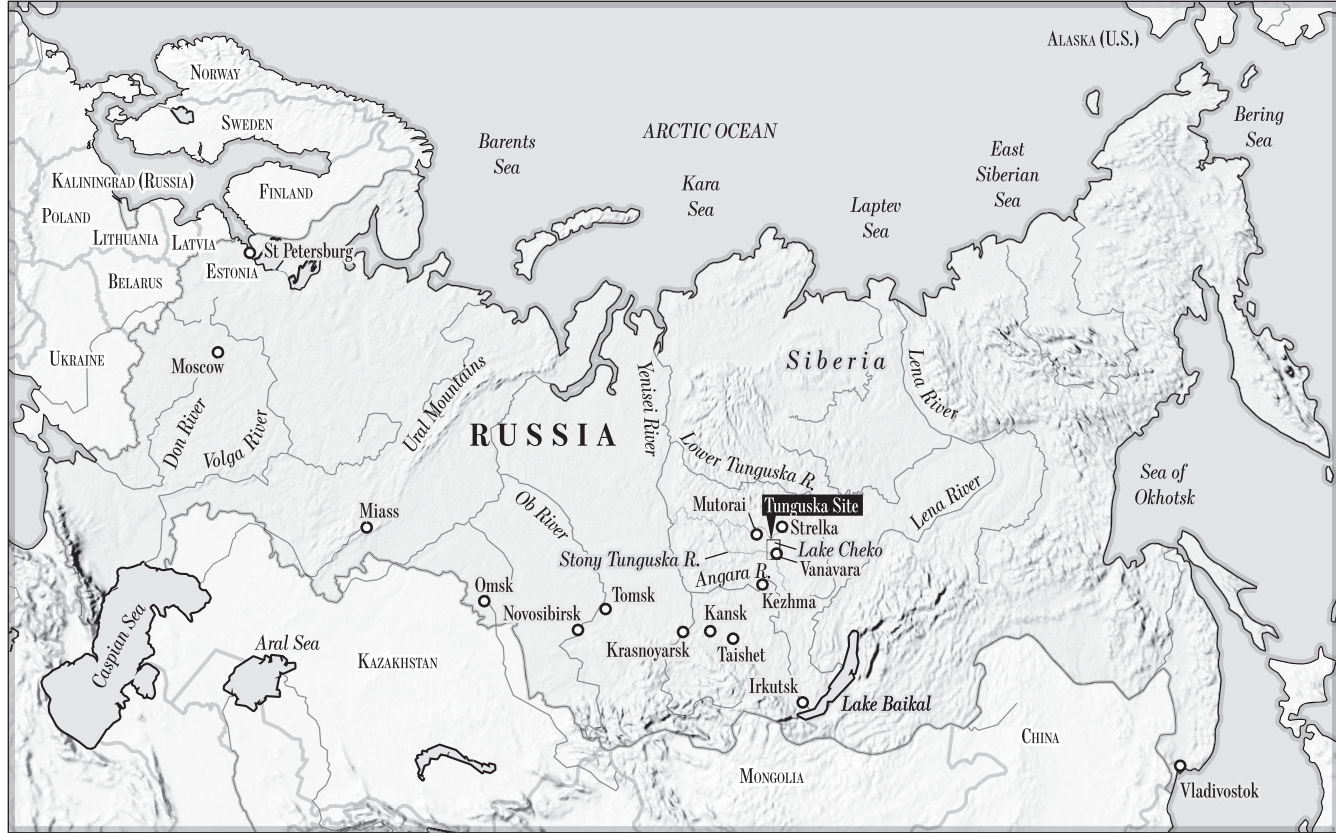 ALASKA (U.S.)
NORWAY
SWEDEN
Barents
Sea
ARCTIC OCEAN
Bering
Sea
East
Siberian
Sea
Kara
Sea
Laptev
Sea
KALININGRAD (RUSSIA)
FINLAND
POLAND
LITHUANIA
LATVIA
St Petersburg
ESTONIA
BELARUS
UKRAINE
Moscow
Don River
Volga River
Ural Mountains
RUSSIA
Yenisei River
Siberia
Lena River
Lower Tunguska R.
Lena River
Sea of
Okhotsk
Miass
Ob River
Mutorai
Tunguska Site
Strelka
Lake Cheko
Stony Tunguska R.
Vanavara
Angara R.
Kezhma
Omsk
Tomsk
Novosibirsk
Kansk
Krasnoyarsk
Taishet
Caspian Sea
Aral Sea
KAZAKHSTAN
Irkutsk
Lake Baikal
CHINA
MONGOLIA
Vladivostok